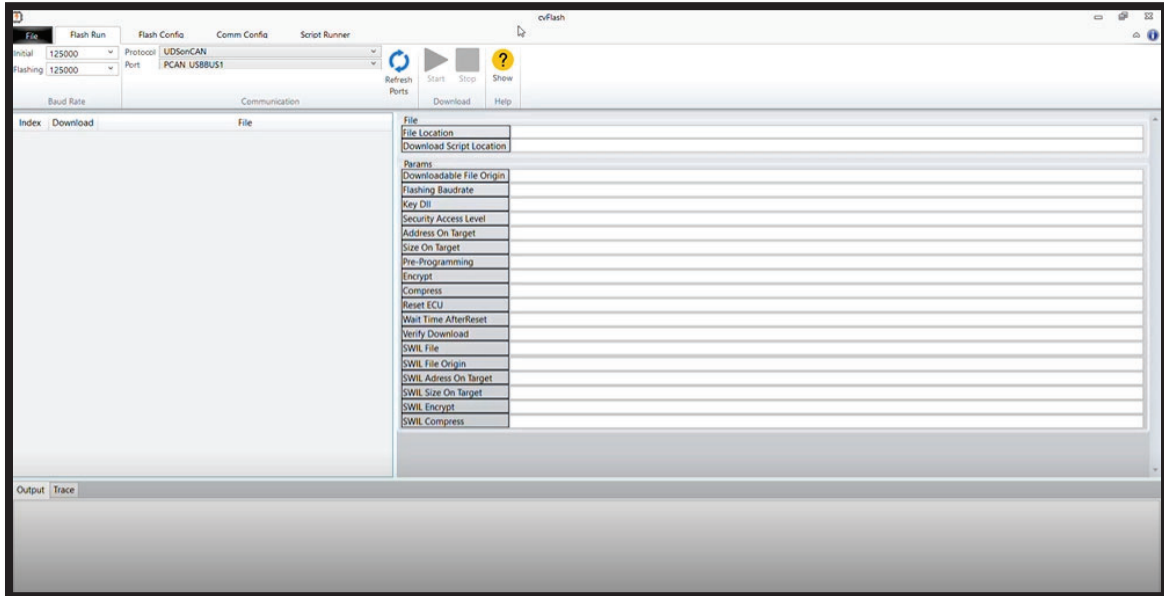 cvFlash
File Flash Run Flash Config Comm Config Script Runner
Initial 125000 Protocol UDSonCAN
Flashing 125000 Port PCAN_USBBUS1
Refresh Ports Start Stop Show
Baud Rate Communication Download Help
Index Download File
File
File Location
Download Script Location
Params
Downloadable File Origin
Flashing Baudrate
Key Dll
Security Access Level
Address On Target
Size On Target
Pre-Programming
Encrypt
Compress
Reset ECU
Wait Time AfterReset
Verify Download
SWIL File
SWIL File Origin
SWIL Adress On Target
SWIL Size On Target
SWIL Encrypt
SWIL Compress
Output Trace